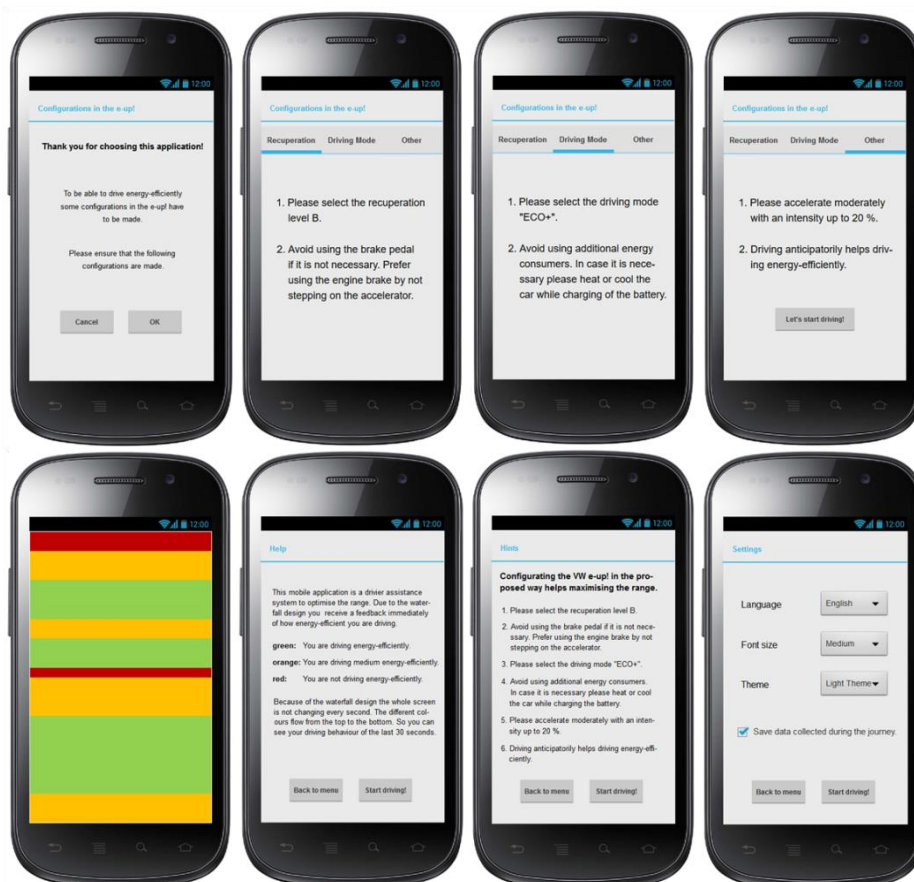 12:00
Configurations in the e-up!
Thank you for choosing this application!
To be able to drive energy-efficiently
some configurations in the e-up! have
to be made.
Please ensure that the following
configurations are made.
Cancel OK
12:00
Configurations in the e-up!
Recuperation Driving Mode Other
1. Please select the recuperation
level B.
2. Avoid using the brake pedal
if it is not necessary. Prefer
using the engine brake by not
stepping on the accelerator.
12:00
Configurations in the e-up!
Recuperation Driving Mode Other
1. Please select the driving mode
"ECO+".
2. Avoid using additional energy
consumers. In case it is nece-
ssary please heat or cool the
car while charging of the battery.
12:00
Configurations in the e-up!
Recuperation Driving Mode Other
1. Please accelerate moderately
with an intensity up to 20 %.
2. Driving anticipatorily helps driv-
ing energy-efficiently.
Let's start driving!
12:00
12:00
Help
This mobile application is a drivier assistance
system to optimise the range. Due to the water-
fall design you receive a feedback immediately
of how energy-efficient you are driving.
green: You are driving energy-efficiently.
orange: You are driving medium energy-efficiently.
red: You are not driving energy-efficiently.
Because of the waterfall design the whole screen
is not changing every second. The different col-
ours flow from the top to the bottom. So you can
see your driving behaviour of the last 30 seconds.
Back to menu Start driving!
12:00
Hints
Configurating the VW e-up! in the pro-
posed way helps maximising the range.
1. Please select the recuperation level B.
2. Avoid using the brake pedal if it is not nece-
ssary. Prefer using the engine brake by not
stepping on the accelerator.
3. Please select the driving mode "ECO+".
4. Avoid using additional energy consumers.
In case it is necessary please heat or cool
the car while charging the battery.
5. Please accelerate moderately with an inten-
sity up to 20 %.
6. Driving anticipatorily helps driving energy-effi-
ciently.
Back to menu Start driving!
12:00
Settings
Language English
Font size Medium
Theme Light Theme
Save data collected during the journey.
Back to menu Start driving!